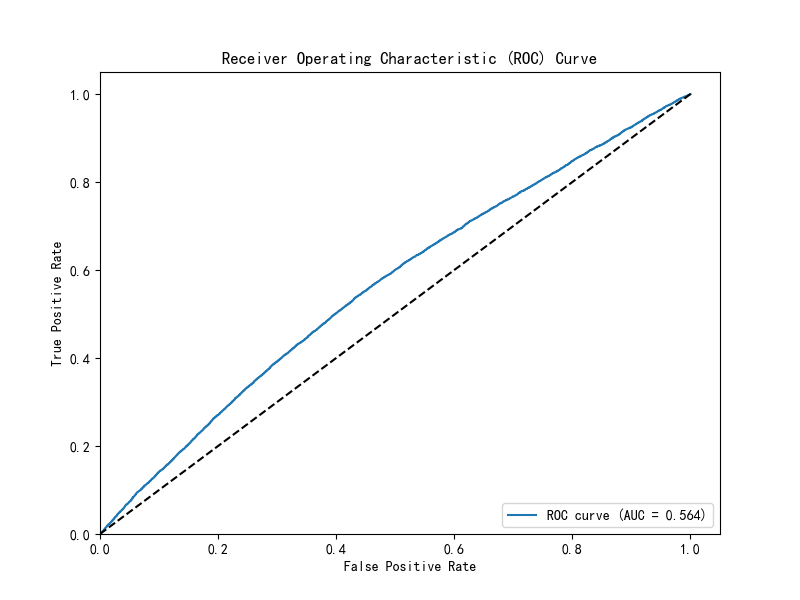 Receiver Operating Characteristic (ROC) Curve
1.0
0.8
0.6
0.4
0.2
0.0
True Positive Rate
0.0 0.2 0.4 0.6 0.8 1.0
False Positive Rate
ROC curve (AUC = 0.564)